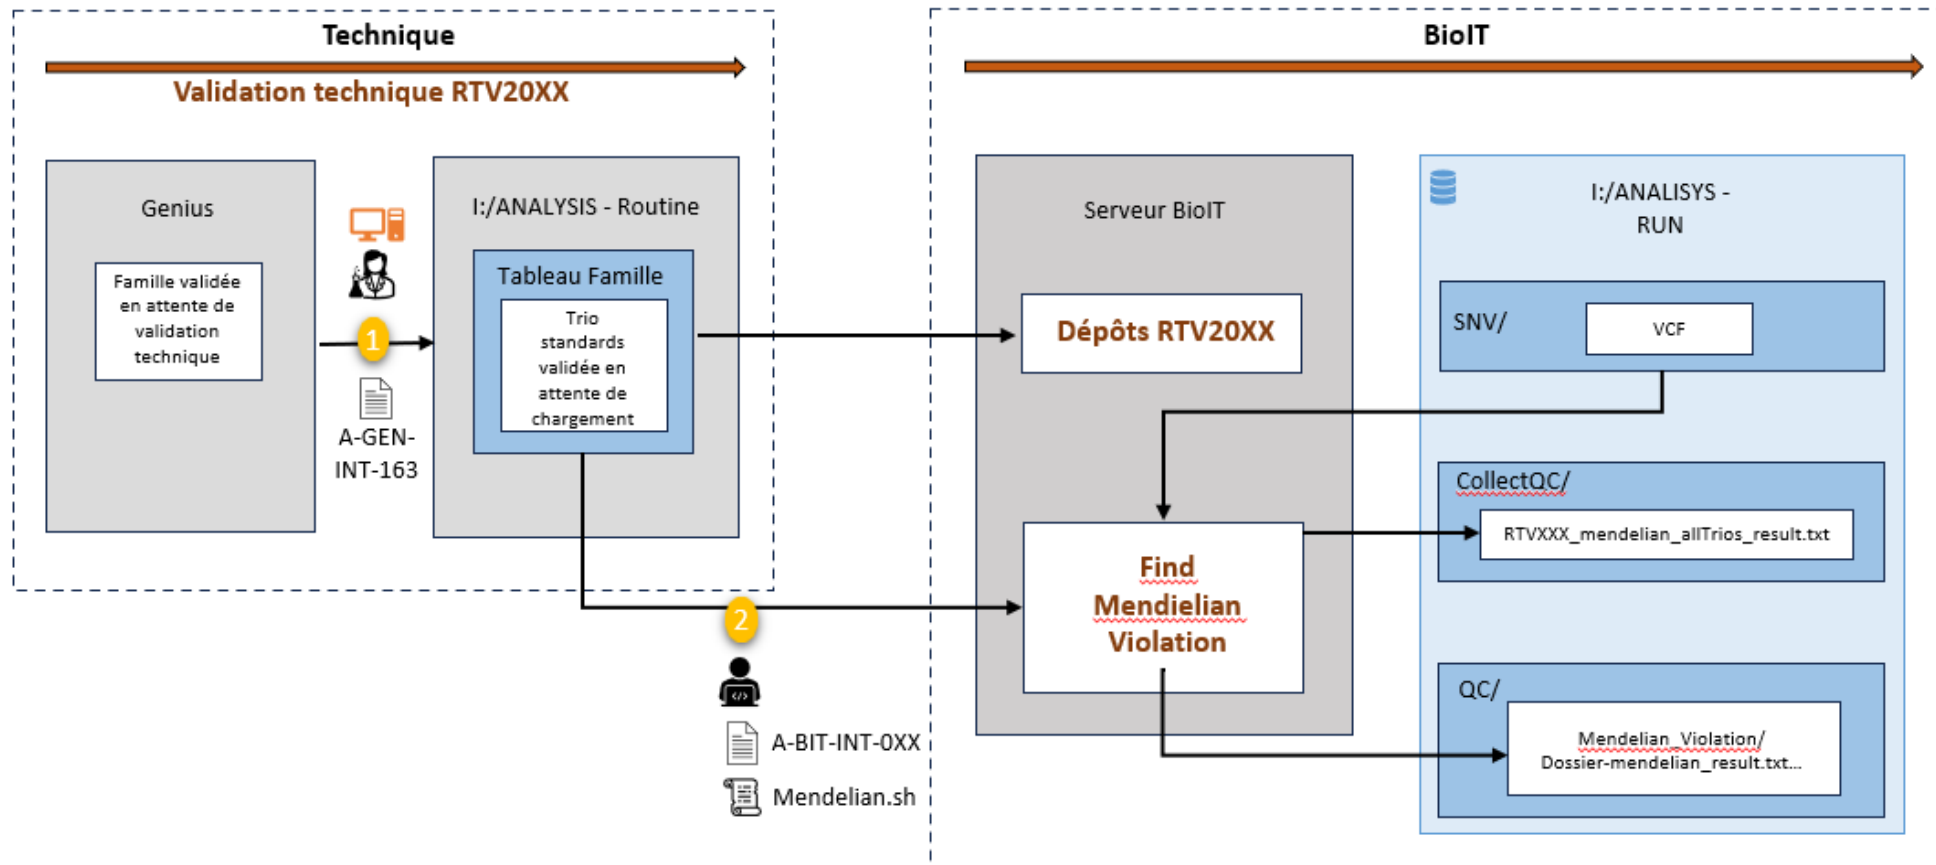 Technique
Validation technique RTV20XX
Genius
Famille validée
en attente de
validation
technique
1
A-GEN-
INT-163
I:/ANALYSIS - Routine
Tableau Famille
Trio
standards
validée en
attente de
chargement
2
A-BIT-INT-0XX
Mendelian.sh
BioIT
Serveur BioIT
Dépôts RTV20XX
Find
Mendielian
Violation
I:/ANALISYS -
RUN
SNV/
VCF
CollectQC/
RTVXXX_mendelian_allTrios_result.txt
QC/
Mendelian_Violation/
Dossier-mendelian_result.txt...